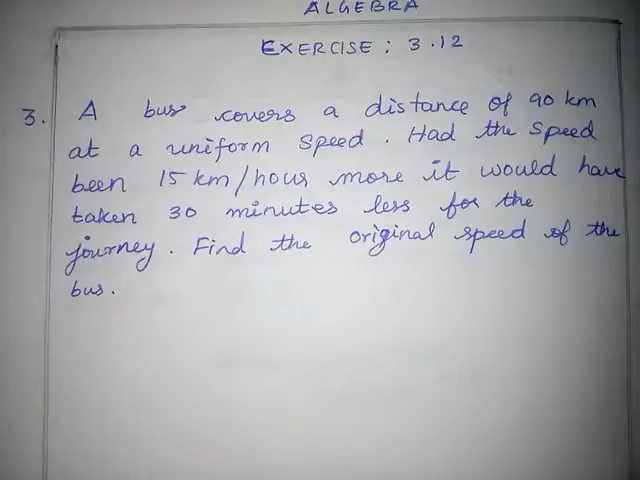 ALGEBRA
EXERCISE : 3.12
3. A bus covers a distance of 90 km
at a uniform speed. Had the speed
been 15 km/hour more it would have
taken 30 minutes less for the
journey. Find the original speed of the
bus.